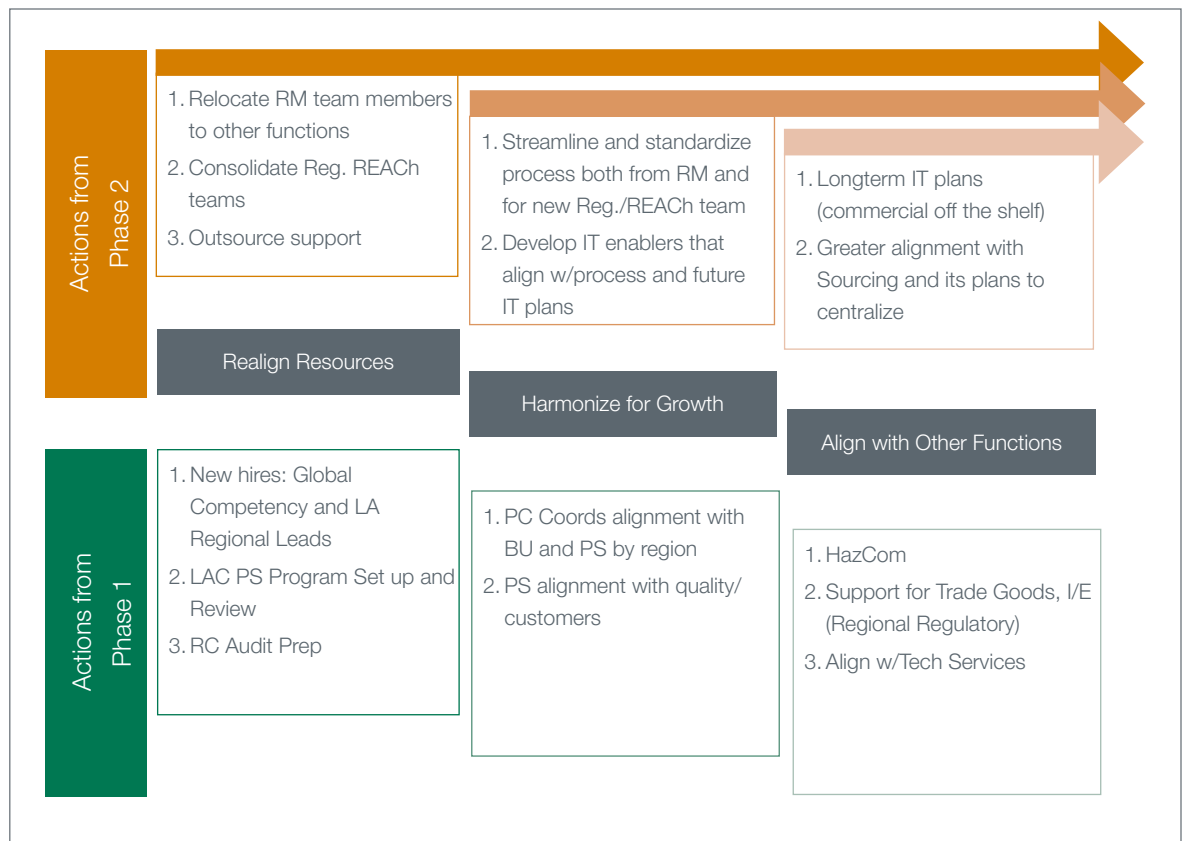 Actions from
Phase 2
1. Relocate RM team members
to other functions
2. Consolidate Reg. REACh
teams
3. Outsource support
1. Streamline and standardize
process both from RM and
for new Reg./REACh team
2. Develop IT enablers that
align w/process and future
IT plans
1. Longterm IT plans
(commercial off the shelf)
2. Greater alignment with
Sourcing and its plans to
centralize
Realign Resources
Harmonize for Growth
Align with Other Functions
Actions from
Phase 1
1. New hires: Global
Competency and LA
Regional Leads
2. LAC PS Program Set up and
Review
3. RC Audit Prep
1. PC Coords alignment with
BU and PS by region
2. PS alignment with quality/
customers
1. HazCom
2. Support for Trade Goods, I/E
(Regional Regulatory)
3. Align w/Tech Services